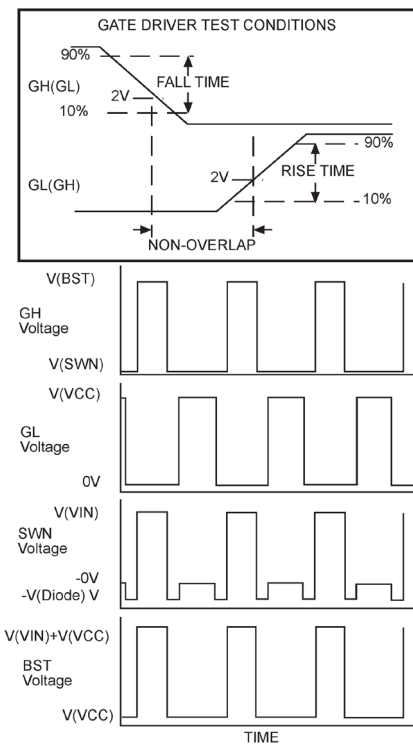 GATE DRIVER TEST CONDITIONS
90%
FALL TIME
GH(GL)
2V
10%
90%
2V
RISE TIME
GL(GH)
10%
NON-OVERLAP
V(BST)
GH
Voltage
V(SWN)
V(VCC)
GL
Voltage
0V
V(VIN)
SWN
Voltage
-0V
-V(Diode) V
V(VIN)+V(VCC)
BST
Voltage
V(VCC)
TIME